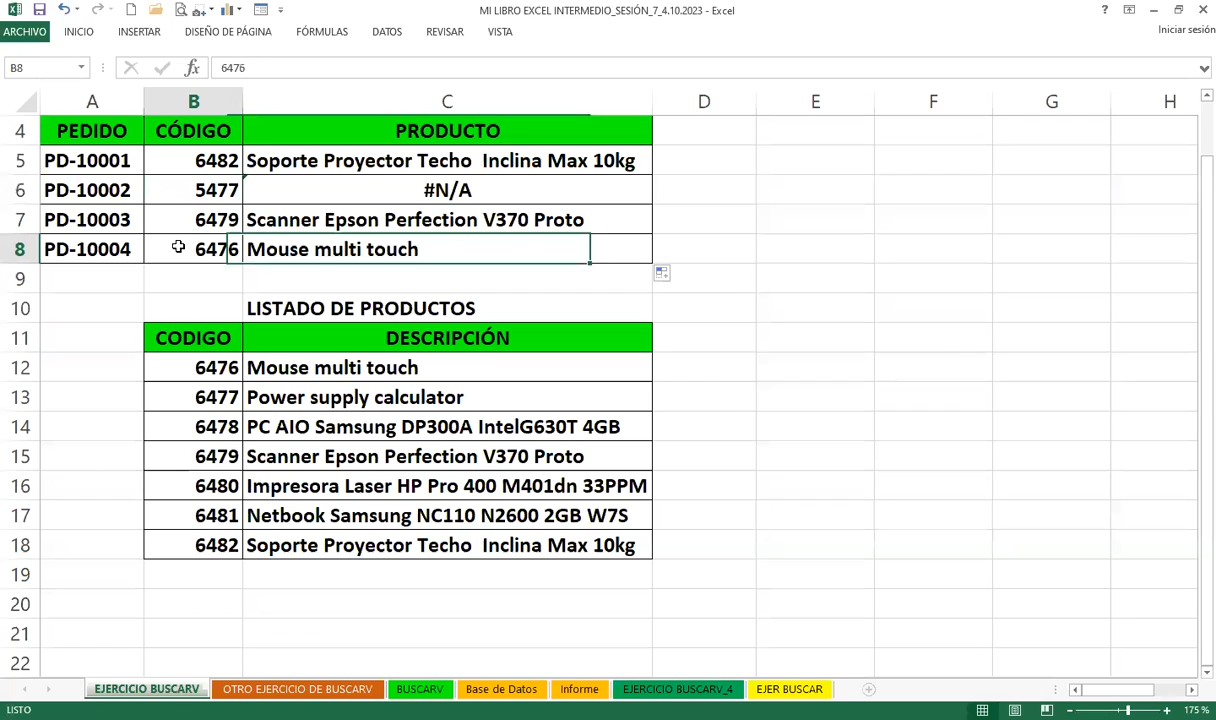 MI LIBRO EXCEL INTERMEDIO_SESIÓN_7_4.10.2023 - Excel
ARCHIVO INICIO INSERTAR DISEÑO DE PÁGINA FÓRMULAS DATOS REVISAR VISTA Iniciar sesión
B8 fx 6476
A B C D E F G H
4 PEDIDO CÓDIGO PRODUCTO
5 PD-10001 6482 Soporte Proyector Techo Inclina Max 10kg
6 PD-10002 5477 #N/A
7 PD-10003 6479 Scanner Epson Perfection V370 Proto
8 PD-10004 6476 Mouse multi touch
9
10 LISTADO DE PRODUCTOS
11 CODIGO DESCRIPCIÓN
12 6476 Mouse multi touch
13 6477 Power supply calculator
14 6478 PC AIO Samsung DP300A IntelG630T 4GB
15 6479 Scanner Epson Perfection V370 Proto
16 6480 Impresora Laser HP Pro 400 M401dn 33PPM
17 6481 Netbook Samsung NC110 N2600 2GB W7S
18 6482 Soporte Proyector Techo Inclina Max 10kg
19
20
21
22
EJERCICIO BUSCARV OTRO EJERCICIO DE BUSCARV BUSCARV Base de Datos Informe EJERCICIO BUSCARV_4 EJER BUSCAR
LISTO 175 %